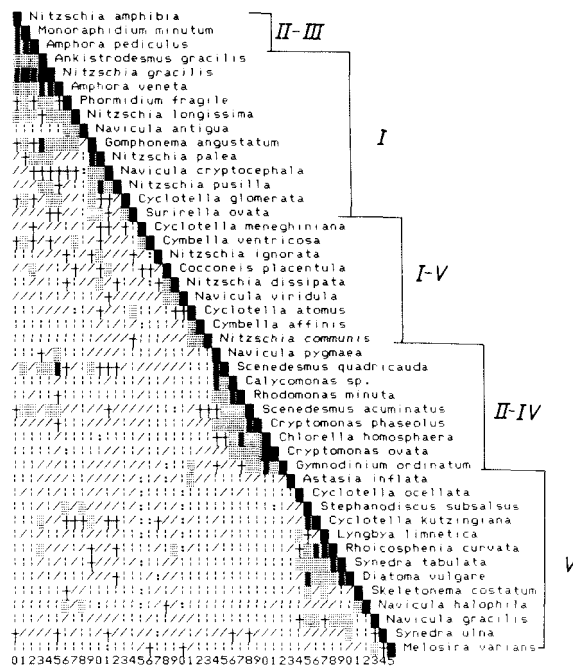 Nitzschia amphibia
Monoraphidium minutum
II-III
Amphora pediculus
Ankistrodesmus gracilis
Nitzschia gracilis
Amphora veneta
Phormidium fragile
Nitzschia longissima
I
Navicula antigua
Gomphonema angustatum
Nitzschia palea
Navicula cryptocephala
Nitzschia pusilla
Cyclotella glomerata
Surirella ovata
Cyclotella meneghiniana
Cymbella ventricosa
Nitzschia ignorata
I-V
Cocconeis placentula
Nitzschia dissipata
Navicula viridula
Cyclotella atomus
Cymbella affinis
Nitzschia communis
Navicula pygmaea
Scenedesmus quadricauda
Calycomonas sp.
Rhodomonas minuta
II-IV
Scenedesmus acuminatus
Cryptomonas phaseolus
Chlorella homosphaera
Cryptomonas ovata
Gymnodinium ordinatum
Astasia inflata
Cyclotella ocellata
Stephanodiscus subsalsus
Cyclotella kutzingiana
Lyngbya limnetica
Rhoicosphenia curvata
V
Synedra tabulata
Diatoma vulgare
Skeletonema costatum
Navicula halophila
Navicula gracilis
Synedra ulna
Melosira varians
0123456789012345678901234567890123456789012345